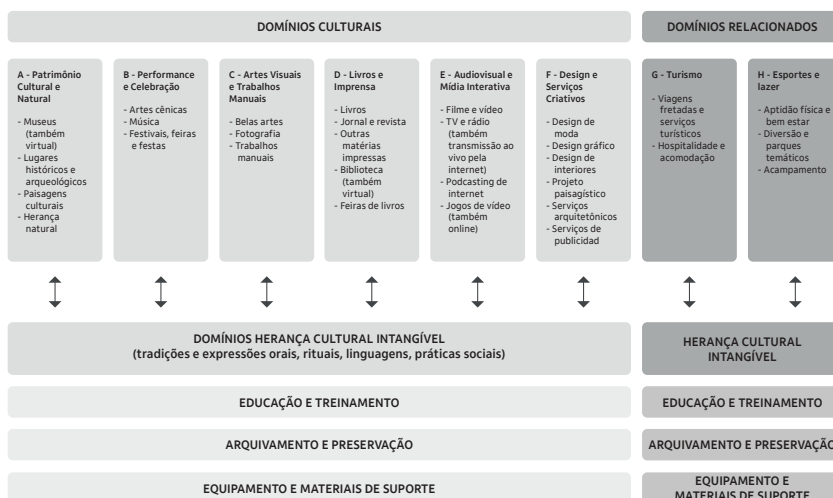 DOMÍNIOS CULTURAIS
DOMÍNIOS RELACIONADOS
A - Patrimônio
Cultural e
Natural
- Museus
(também
virtual)
- Lugares
históricos e
arqueológicos
- Paisagens
culturais
- Herança
natural
B - Performance
e Celebração
- Artes cênicas
- Música
- Festivais, feiras
e festas
C - Artes Visuais
e Trabalhos
Manuais
- Belas artes
- Fotografia
- Trabalhos
manuais
D - Livros e
Imprensa
- Livros
- Jornal e revista
- Outras
matérias
impressas
- Biblioteca
(também
virtual)
- Feiras de livros
E - Audiovisual e
Mídia Interativa
- Filme e vídeo
- TV e rádio
(também
transmissão ao
vivo pela
internet)
- Podcasting de
internet
- Jogos de vídeo
(também
online)
F - Design e
Serviços
Criativos
- Design de
moda
- Design gráfico
- Design de
interiores
- Projeto
paisagístico
- Serviços
arquitetônicos
- Serviços de
publicidad
G - Turismo
- Viagens
fretadas e
serviços
turísticos
- Hospitalidade e
acomodação
H - Esportes e
lazer
- Aptidão física e
bem estar
- Diversão e
parques
temáticos
- Acampamento
DOMÍNIOS HERANÇA CULTURAL INTANGÍVEL
(tradições e expressões orais, rituais, linguagens, práticas sociais)
HERANÇA CULTURAL
INTANGÍVEL
EDUCAÇÃO E TREINAMENTO
EDUCAÇÃO E TREINAMENTO
ARQUIVAMENTO E PRESERVAÇÃO
ARQUIVAMENTO E PRESERVAÇÃO
EQUIPAMENTO E MATERIAIS DE SUPORTE
EQUIPAMENTO E
MATERIAIS DE SUPORTE